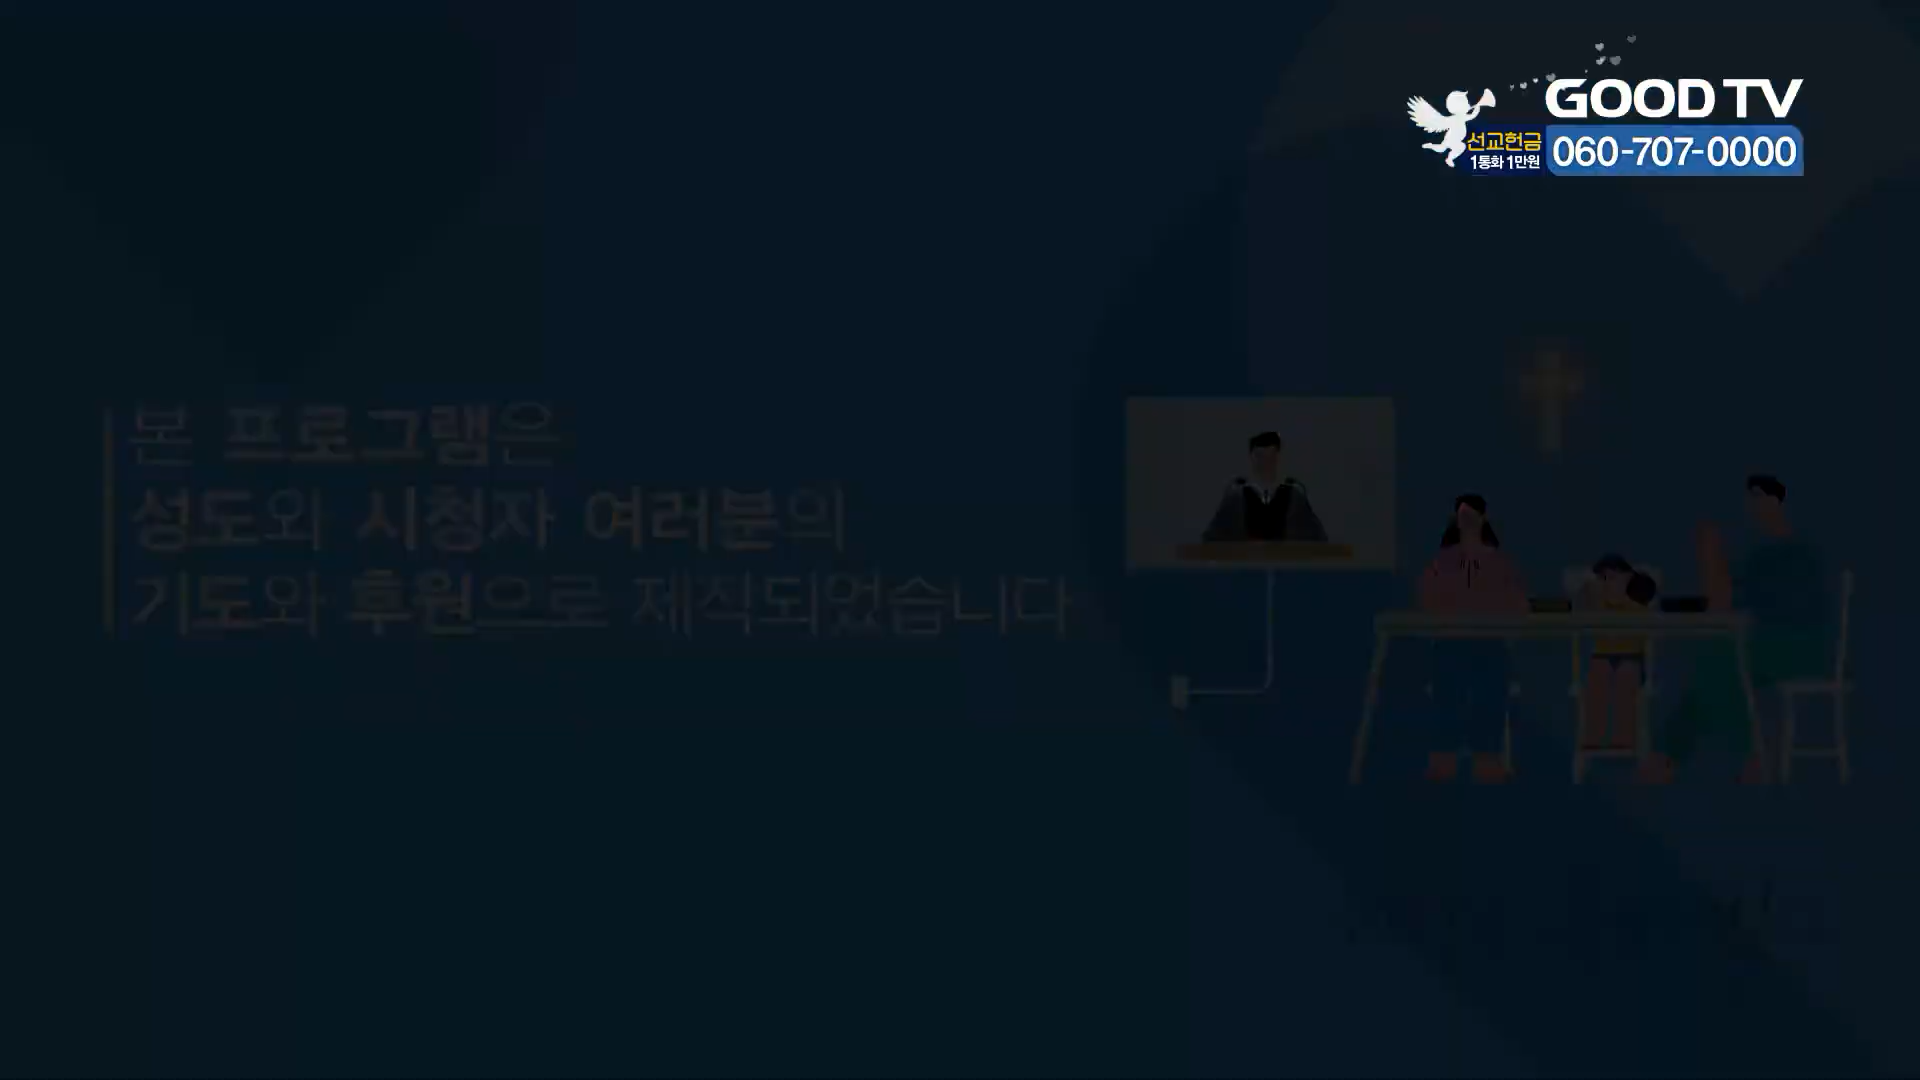 GOOD TV
선교헌금
1통화 1만원
060-707-0000
본 프로그램은
성도와 시청자 여러분의
기도와 후원으로 제작되었습니다